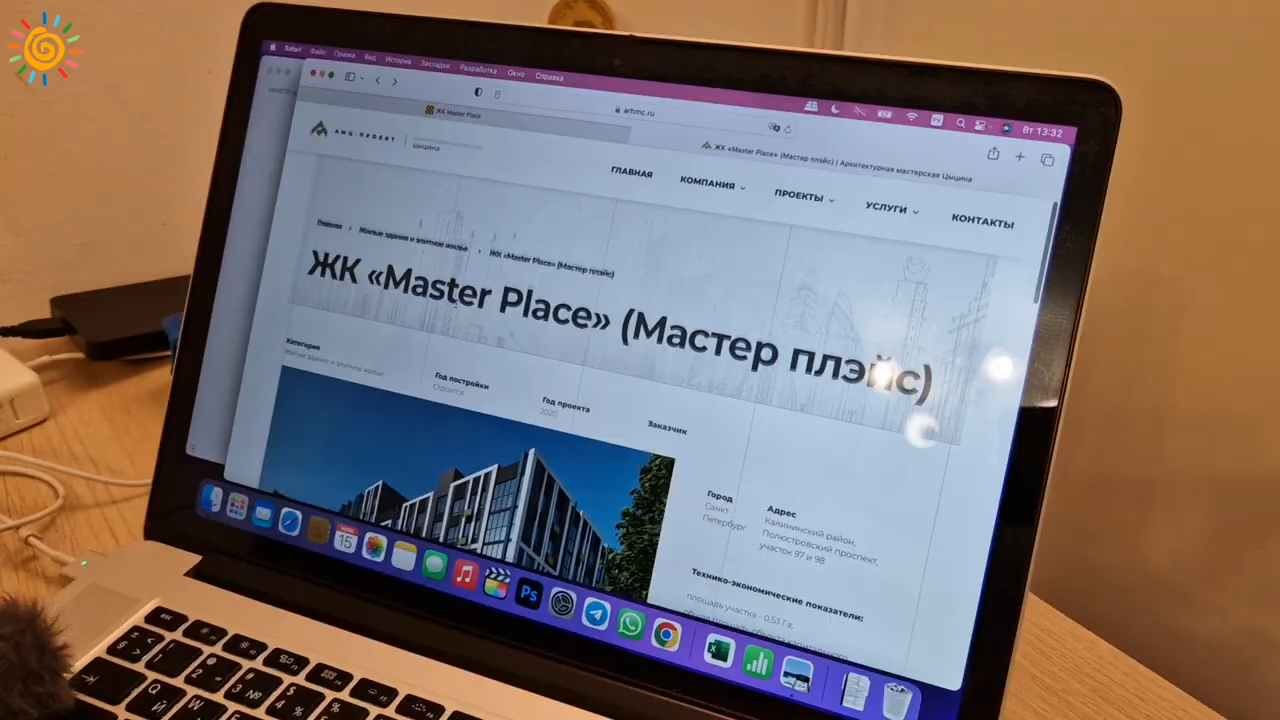 Safari Файл Правка Вид История Закладки Разработка Окно Справка
Вт 13:32
arhmc.ru
ЖК Master Place
ЖК «Master Place» (Мастер плэйс) | Архитектурная мастерская Цыцина
АМЦ-ПРОЕКТ
цыцина
ГЛАВНАЯ КОМПАНИЯ ПРОЕКТЫ УСЛУГИ КОНТАКТЫ
Главная › Жилые здания и элитное жилье › ЖК «Master Place» (Мастер плэйс)
ЖК «Master Place» (Мастер плэйс)
Категория
Жилые здания и элитное жилье
Год постройки
Строится
Год проекта
2020
Заказчик
Город
Санкт-
Петербург
Адрес
Калининский район,
Полюстровский проспект,
участок 97 и 98
Технико-экономические показатели:
площадь участка - 0,53 Га;
15
Ps
esc
Q
Й
W